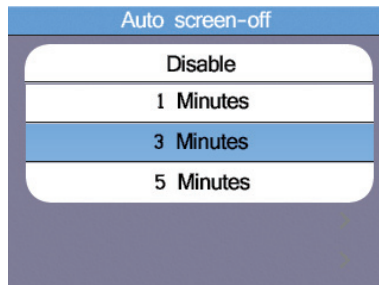 Auto screen-off
Disable
1 Minutes
3 Minutes
5 Minutes